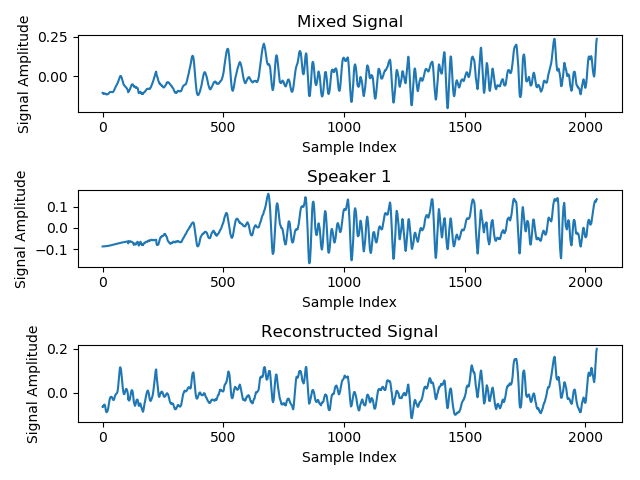 Mixed Signal
0.25
0.00
Signal Amplitude
0 500 1000 1500 2000
Sample Index
Speaker 1
0.1
0.0
−0.1
Signal Amplitude
0 500 1000 1500 2000
Sample Index
Reconstructed Signal
0.2
0.0
Signal Amplitude
0 500 1000 1500 2000
Sample Index